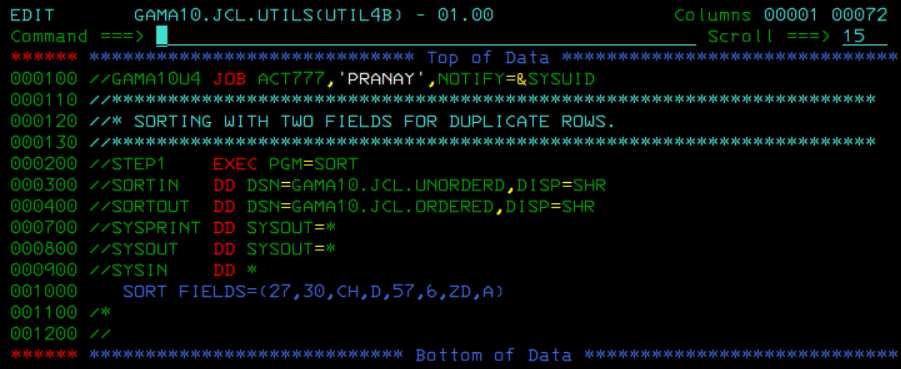 EDIT       GAMA10.JCL.UTILS(UTIL4B) - 01.00                Columns 00001 00072
Command ===>                                                  Scroll ===> 15
****** ***************************** Top of Data ******************************
000100 //GAMA10U4 JOB ACT777,'PRANAY',NOTIFY=&SYSUID
000110 //********************************************************************
000120 //* SORTING WITH TWO FIELDS FOR DUPLICATE ROWS.
000130 //********************************************************************
000200 //STEP1    EXEC PGM=SORT
000300 //SORTIN   DD DSN=GAMA10.JCL.UNORDERD,DISP=SHR
000400 //SORTOUT  DD DSN=GAMA10.JCL.ORDERED,DISP=SHR
000700 //SYSPRINT DD SYSOUT=*
000800 //SYSOUT   DD SYSOUT=*
000900 //SYSIN    DD *
001000    SORT FIELDS=(27,30,CH,D,57,6,ZD,A)
001100 /*
001200 //
****** **************************** Bottom of Data ****************************